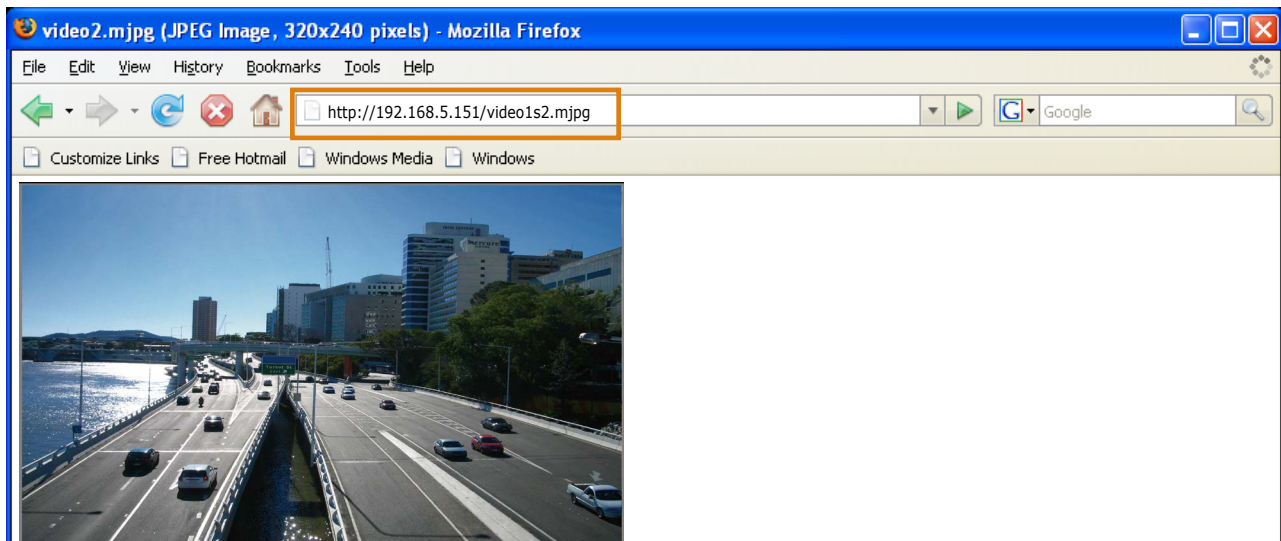 video2.mjpg (JPEG Image, 320x240 pixels) - Mozilla Firefox
File Edit View History Bookmarks Tools Help
http://192.168.5.151/video1s2.mjpg
G Google
Customize Links Free Hotmail Windows Media Windows
mercure